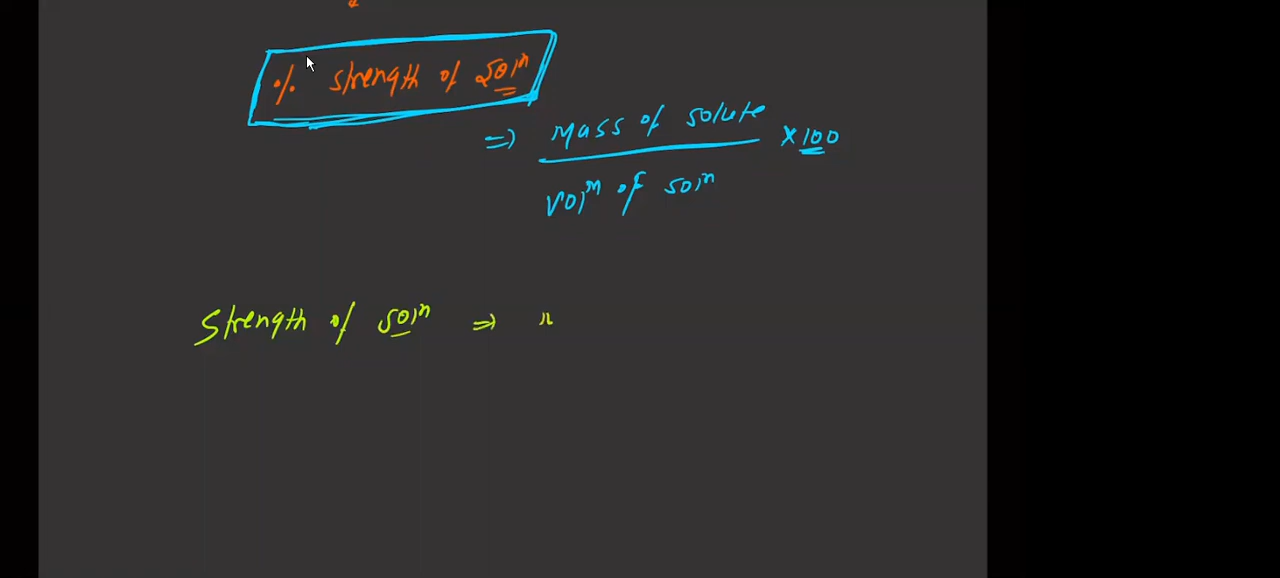 % strength of solⁿ
=> mass of solute × 100
volᵐ of solⁿ
Strength of solⁿ ⇒